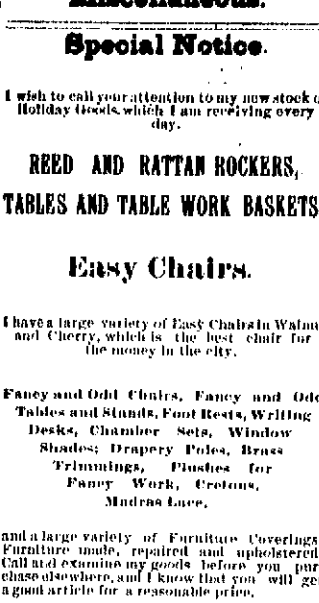 Miscellaneous.
Special Notice.
I wish to call your attention to my new stock o
Holiday Goods, which I am receiving every
day.
REED AND RATTAN ROCKERS,
TABLES AND TABLE WORK BASKETS
Easy Chairs.
I have a large variety of Easy Chairs in Walnu
and Cherry, which is the best chair for
the money in the city.
Fancy and Odd Chairs, Fancy and Odd
Tables and Stands, Foot Rests, Writing
Desks, Chamber Sets, Window
Shades; Drapery Poles, Brass
Trimmings, Plushes for
Fancy Work, Cretons,
Madras Lace,
and a large variety of Furniture Coverings
Furniture made, repaired and upholstered
Call and examine my goods before you pur
chase elsewhere, and I know that you will ge
a good article for a reasonable price.